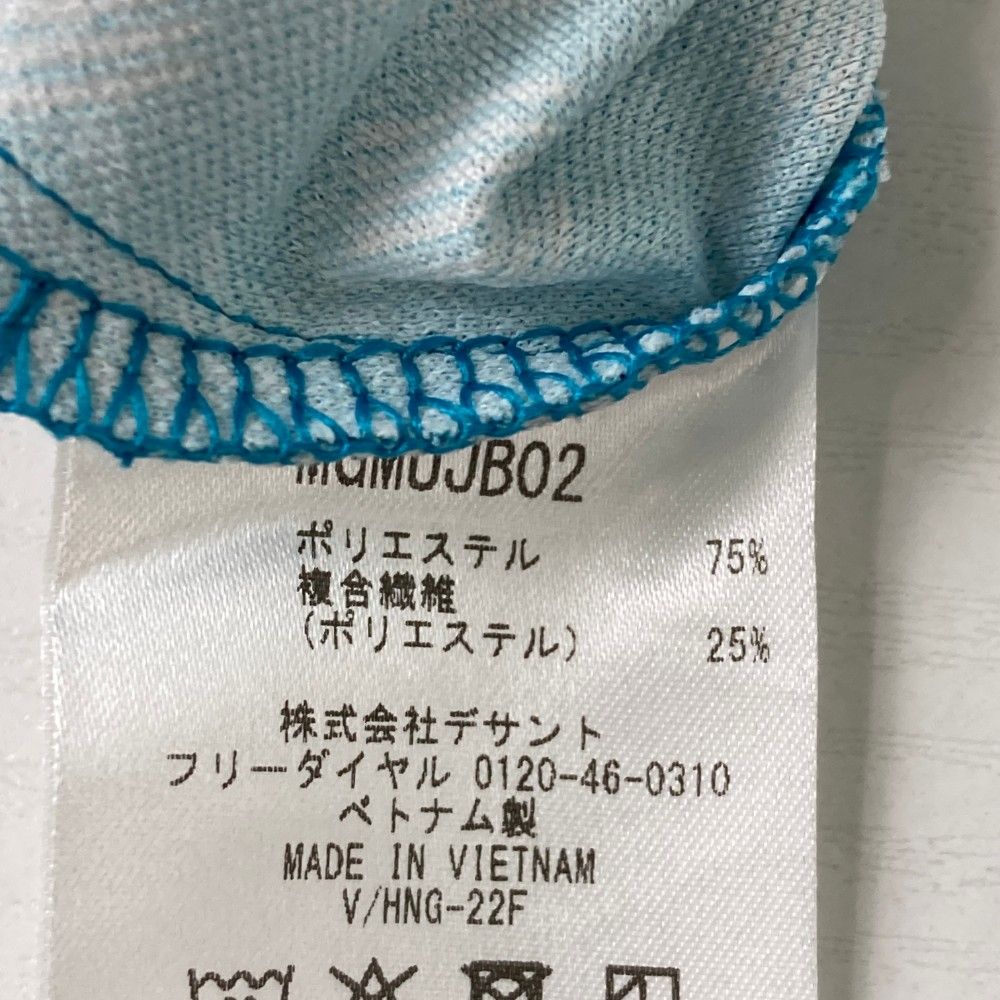 MGMUJB02
ポリエステル 75%
複合繊維
(ポリエステル) 25%
株式会社デサント
フリーダイヤル 0120-46-0310
ベトナム製
MADE IN VIETNAM
V/HNG-22F